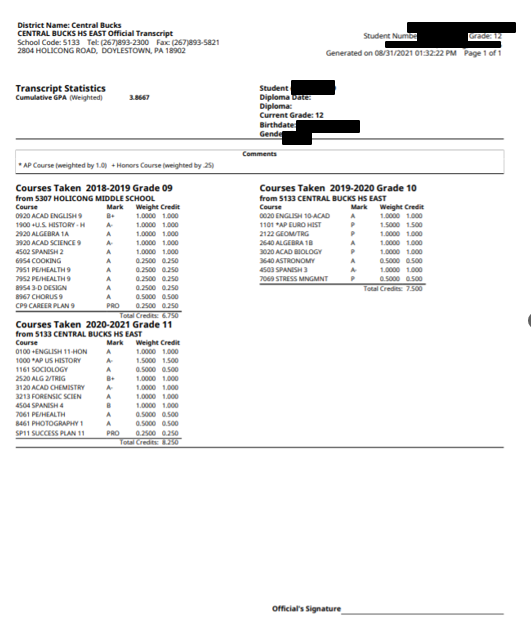 District Name: Central Bucks
CENTRAL BUCKS HS EAST Official Transcript
School Code: 5133 Tel: (267)893-2300 Fax: (267)893-5821
2804 HOLICONG ROAD, DOYLESTOWN, PA 18902
Student Numbe Grade: 12
Generated on 08/31/2021 01:32:22 PM Page 1 of 1
Transcript Statistics
Cumulative GPA (Weighted) 3.8667
Student
Diploma Date:
Diploma:
Current Grade: 12
Birthdate:
Gende
Comments
* AP Course (weighted by 1.0) + Honors Course (weighted by .25)
Courses Taken 2018-2019 Grade 09
from 5307 HOLICONG MIDDLE SCHOOL
Course Mark Weight Credit
0920 ACAD ENGLISH 9 B+ 1.0000 1.000
1900 +U.S. HISTORY - H A- 1.0000 1.000
2920 ALGEBRA 1A A 1.0000 1.000
3920 ACAD SCIENCE 9 A- 1.0000 1.000
4502 SPANISH 2 A 1.0000 1.000
6954 COOKING A 0.2500 0.250
7951 PE/HEALTH 9 A 0.2500 0.250
7952 PE/HEALTH 9 A 0.2500 0.250
8954 3-D DESIGN A 0.2500 0.250
8967 CHORUS 9 A 0.5000 0.500
CP9 CAREER PLAN 9 PRO 0.2500 0.250
Total Credits: 6.750
Courses Taken 2019-2020 Grade 10
from 5133 CENTRAL BUCKS HS EAST
Course Mark Weight Credit
0020 ENGLISH 10-ACAD A 1.0000 1.000
1101 *AP EURO HIST P 1.5000 1.500
2122 GEOM/TRG P 1.0000 1.000
2640 ALGEBRA 1B A 1.0000 1.000
3020 ACAD BIOLOGY P 1.0000 1.000
3640 ASTRONOMY A 0.5000 0.500
4503 SPANISH 3 A- 1.0000 1.000
7069 STRESS MNGMNT P 0.5000 0.500
Total Credits: 7.500
Courses Taken 2020-2021 Grade 11
from 5133 CENTRAL BUCKS HS EAST
Course Mark Weight Credit
0100 +ENGLISH 11-HON A 1.0000 1.000
1000 *AP US HISTORY A- 1.5000 1.500
1161 SOCIOLOGY A 0.5000 0.500
2520 ALG 2/TRIG B+ 1.0000 1.000
3120 ACAD CHEMISTRY A- 1.0000 1.000
3213 FORENSIC SCIEN A 1.0000 1.000
4504 SPANISH 4 B 1.0000 1.000
7061 PE/HEALTH A 0.5000 0.500
8461 PHOTOGRAPHY 1 A 0.5000 0.500
SP11 SUCCESS PLAN 11 PRO 0.2500 0.250
Total Credits: 8.250
Official's Signature